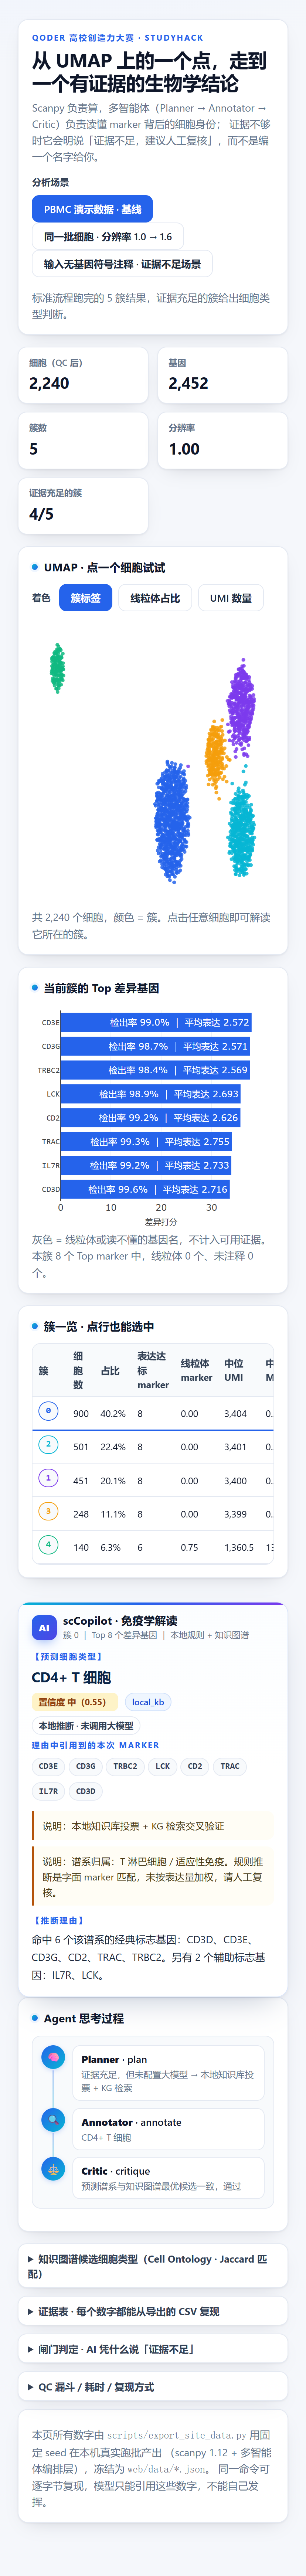 QODER 高校创造力大赛 · STUDYHACK
从 UMAP 上的一个点，走到
一个有证据的生物学结论
Scanpy 负责算，多智能体（Planner → Annotator →
Critic）负责读懂 marker 背后的细胞身份； 证据不够
时它会明说「证据不足，建议人工复核」，而不是编
一个名字给你。
分析场景
PBMC 演示数据 · 基线
同一批细胞 · 分辨率 1.0 → 1.6
输入无基因符号注释 · 证据不足场景
标准流程跑完的 5 簇结果，证据充足的簇给出细胞类
型判断。
细胞（QC 后）
2,240
基因
2,452
簇数
5
分辨率
1.00
证据充足的簇
4/5
UMAP · 点一个细胞试试
着色
簇标签
线粒体占比
UMI 数量
共 2,240 个细胞，颜色 = 簇。点击任意细胞即可解读
它所在的簇。
当前簇的 Top 差异基因
CD3E 检出率 99.0% | 平均表达 2.572
CD3G 检出率 98.7% | 平均表达 2.571
TRBC2 检出率 98.4% | 平均表达 2.569
LCK 检出率 98.9% | 平均表达 2.693
CD2 检出率 99.2% | 平均表达 2.626
TRAC 检出率 99.3% | 平均表达 2.755
IL7R 检出率 99.2% | 平均表达 2.733
CD3D 检出率 99.6% | 平均表达 2.716
0 10 20 30
差异打分
灰色 = 线粒体或读不懂的基因名，不计入可用证据。
本簇 8 个 Top marker 中，线粒体 0 个、未注释 0
个。
簇一览 · 点行也能选中
簇 细胞数 占比 表达达标 marker 线粒体 marker 中位 UMI
0 900 40.2% 8 0.00 3,404 0.
2 501 22.4% 8 0.00 3,401 0.
1 451 20.1% 8 0.00 3,400 0.
3 248 11.1% 8 0.00 3,399 0.
4 140 6.3% 6 0.75 1,360.5 13
AI
scCopilot · 免疫学解读
簇 0 | Top 8 个差异基因 | 本地规则 + 知识图谱
【预测细胞类型】
CD4+ T 细胞
置信度 中（0.55）
local_kb
本地推断 · 未调用大模型
理由中引用到的本次 MARKER
CD3E CD3G TRBC2 LCK CD2 TRAC
IL7R CD3D
说明：本地知识库投票 + KG 检索交叉验证
说明：谱系归属：T 淋巴细胞 / 适应性免疫。规则推
断是字面 marker 匹配，未按表达量加权，请人工复
核。
【推断理由】
命中 6 个该谱系的经典标志基因：CD3D、CD3E、
CD3G、CD2、TRAC、TRBC2。另有 2 个辅助标志基
因：IL7R、LCK。
Agent 思考过程
Planner · plan
证据充足，但未配置大模型 → 本地知识库投
票 + KG 检索
Annotator · annotate
CD4+ T 细胞
Critic · critique
预测谱系与知识图谱最优候选一致，通过
▶ 知识图谱候选细胞类型（Cell Ontology · Jaccard 匹
配）
▶ 证据表 · 每个数字都能从导出的 CSV 复现
▶ 闸门判定 · AI 凭什么说「证据不足」
▶ QC 漏斗 / 耗时 / 复现方式
本页所有数字由 scripts/export_site_data.py 用固
定 seed 在本机真实跑批产出 （scanpy 1.12 + 多智能
体编排层），冻结为 web/data/*.json。 同一命令可
逐字节复现，模型只能引用这些数字，不能自己发
挥。